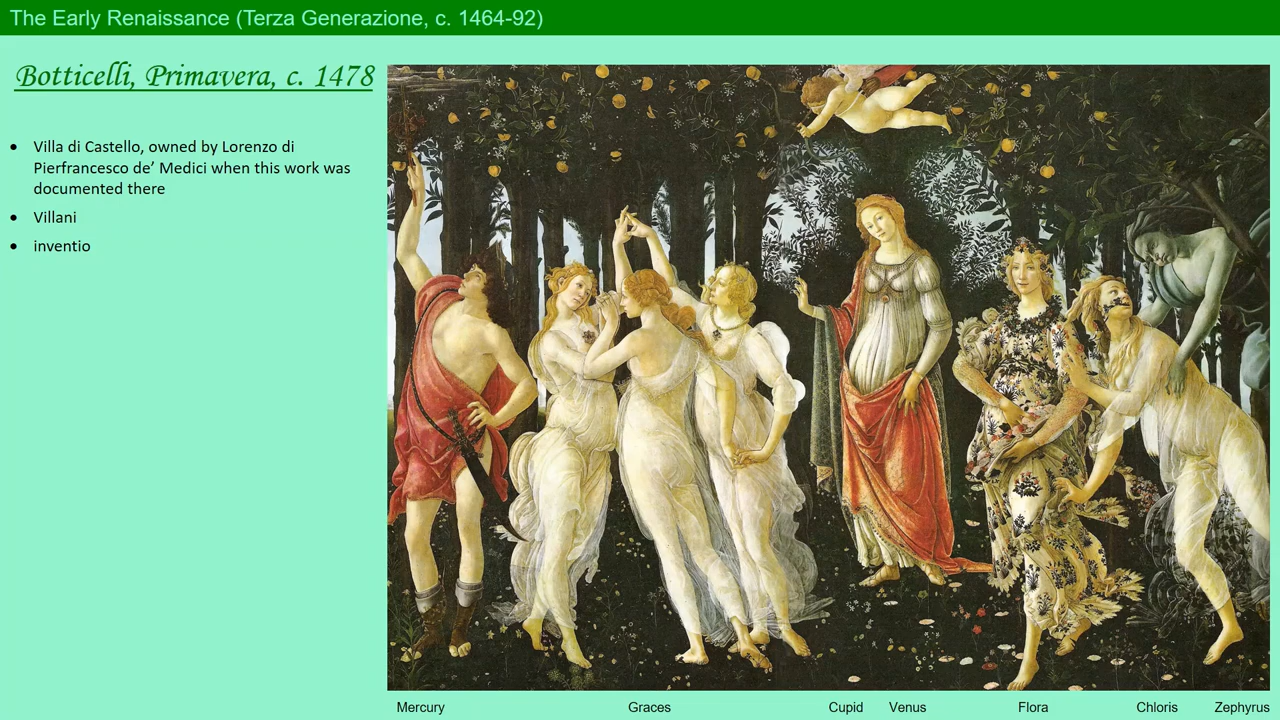 The Early Renaissance (Terza Generazione, c. 1464-92)
Botticelli, Primavera, c. 1478
• Villa di Castello, owned by Lorenzo di
Pierfrancesco de’ Medici when this work was
documented there
• Villani
• inventio
Mercury Graces Cupid Venus Flora Chloris Zephyrus